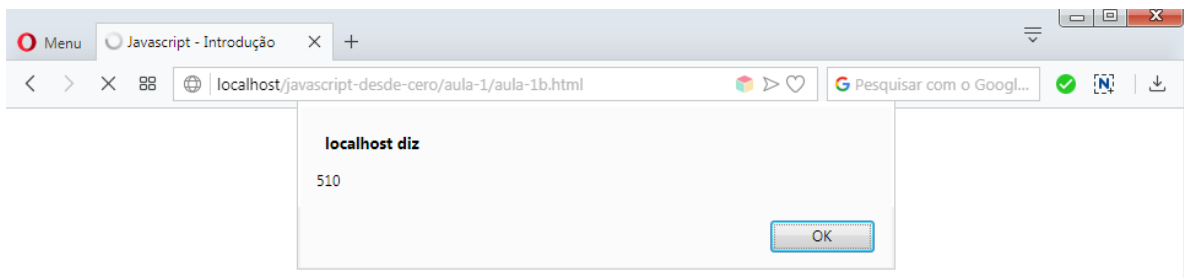 Menu
Javascript - Introdução
localhost/javascript-desde-cero/aula-1/aula-1b.html
G Pesquisar com o Googl...
N
localhost diz
510
OK